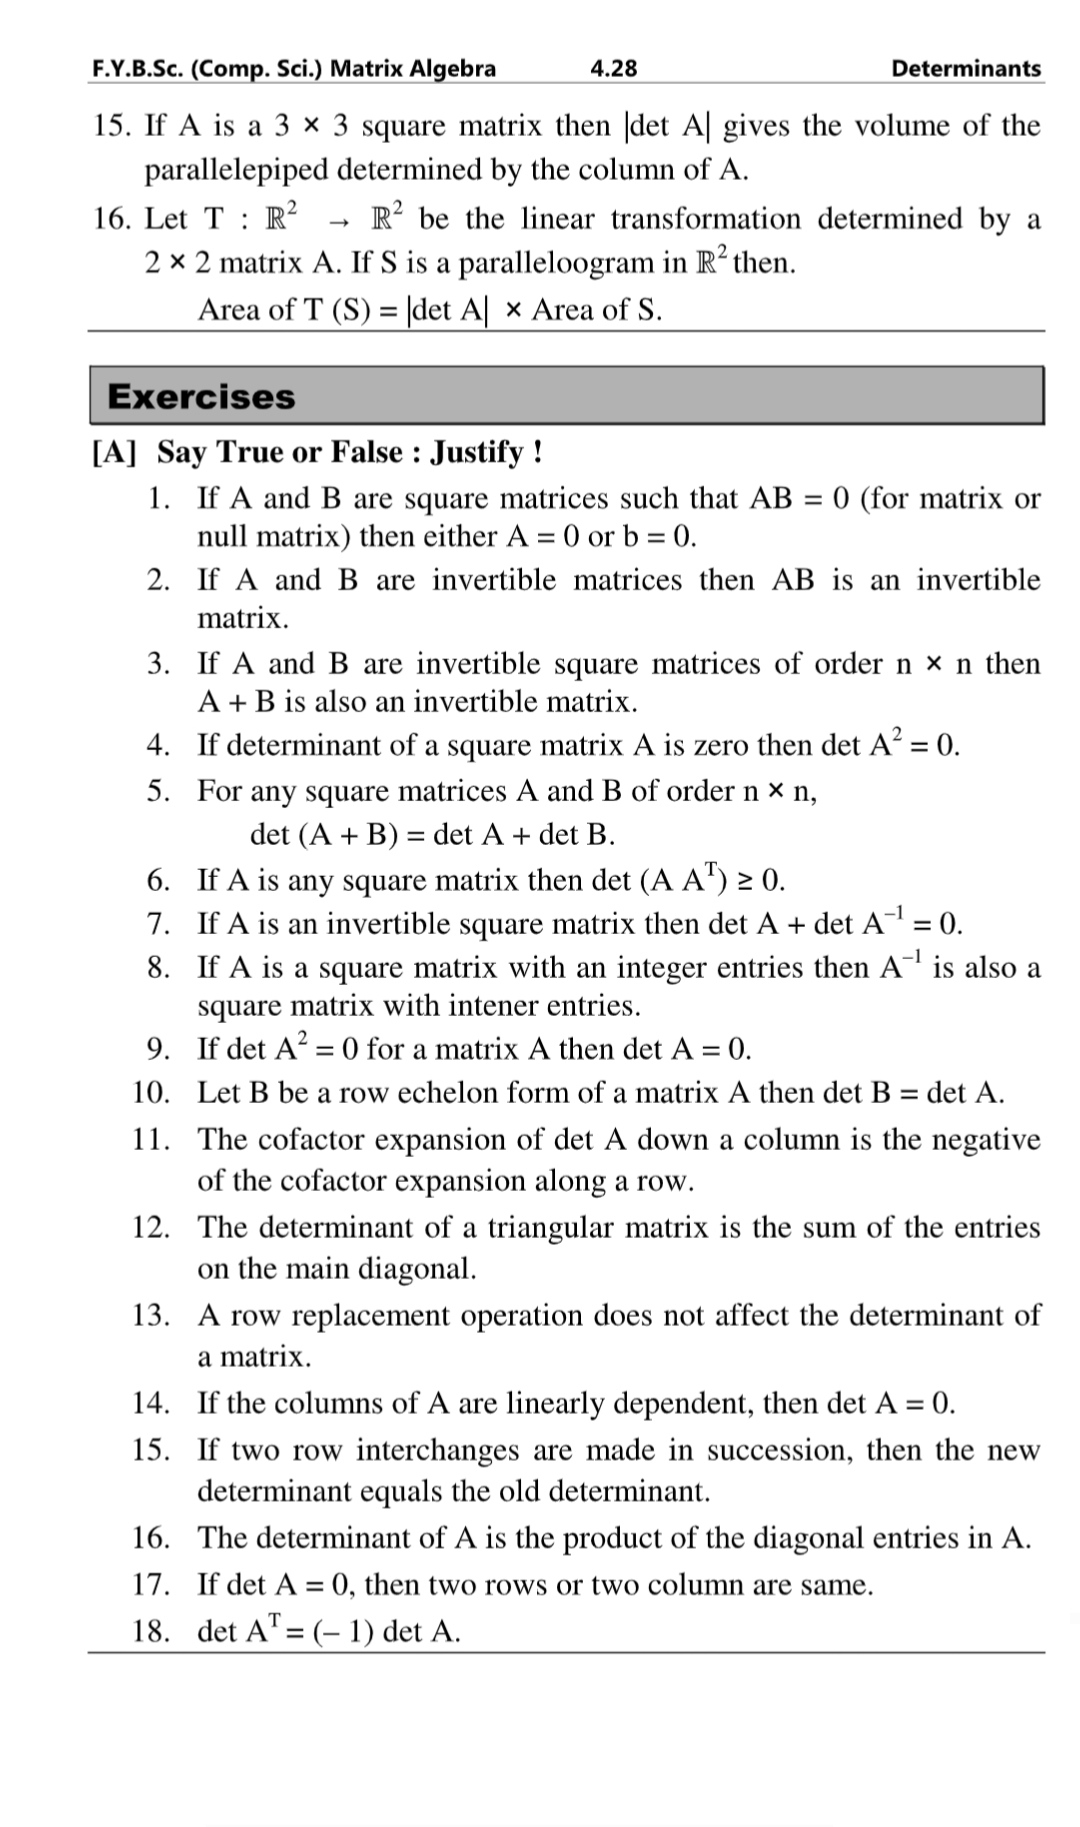 F.Y.B.Sc. (Comp. Sci.) Matrix Algebra 4.28 Determinants
15. If A is a 3 × 3 square matrix then |det A| gives the volume of the
parallelepiped determined by the column of A.
16. Let T : ℝ² → ℝ² be the linear transformation determined by a
2 × 2 matrix A. If S is a paralleloogram in ℝ² then.
Area of T (S) = |det A| × Area of S.
Exercises
[A] Say True or False : Justify !
1. If A and B are square matrices such that AB = 0 (for matrix or
null matrix) then either A = 0 or b = 0.
2. If A and B are invertible matrices then AB is an invertible
matrix.
3. If A and B are invertible square matrices of order n × n then
A + B is also an invertible matrix.
4. If determinant of a square matrix A is zero then det A² = 0.
5. For any square matrices A and B of order n × n,
det (A + B) = det A + det B.
6. If A is any square matrix then det (A Aᵀ) ≥ 0.
7. If A is an invertible square matrix then det A + det A⁻¹ = 0.
8. If A is a square matrix with an integer entries then A⁻¹ is also a
square matrix with intener entries.
9. If det A² = 0 for a matrix A then det A = 0.
10. Let B be a row echelon form of a matrix A then det B = det A.
11. The cofactor expansion of det A down a column is the negative
of the cofactor expansion along a row.
12. The determinant of a triangular matrix is the sum of the entries
on the main diagonal.
13. A row replacement operation does not affect the determinant of
a matrix.
14. If the columns of A are linearly dependent, then det A = 0.
15. If two row interchanges are made in succession, then the new
determinant equals the old determinant.
16. The determinant of A is the product of the diagonal entries in A.
17. If det A = 0, then two rows or two column are same.
18. det Aᵀ = (– 1) det A.